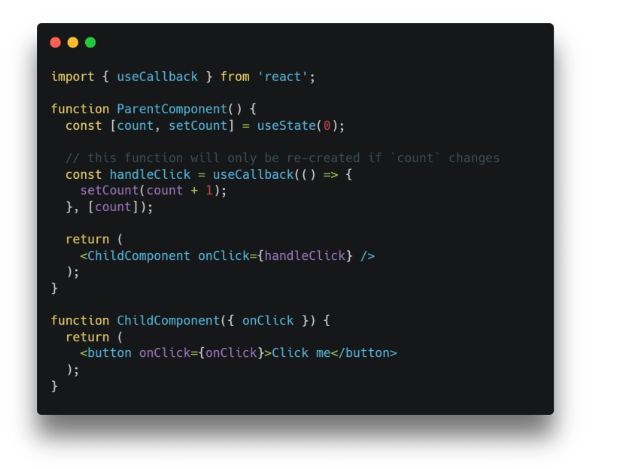 import { useCallback } from 'react';

function ParentComponent() {
  const [count, setCount] = useState(0);

  // this function will only be re-created if `count` changes
  const handleClick = useCallback(() => {
    setCount(count + 1);
  }, [count]);

  return (
    <ChildComponent onClick={handleClick} />
  );
}

function ChildComponent({ onClick }) {
  return (
    <button onClick={onClick}>Click me</button>
  );
}